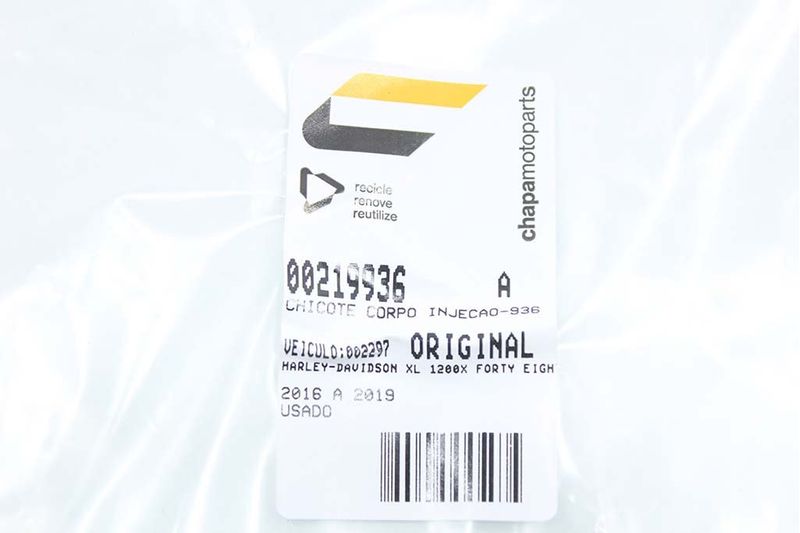 chapamotoparts
recicle
renove
reutilize
00219936 A
CHICOTE CORPO INJECAO-936
VEICULO:002297 ORIGINAL
HARLEY-DAVIDSON XL 1200X FORTY EIGH
2016 A 2019
USADO